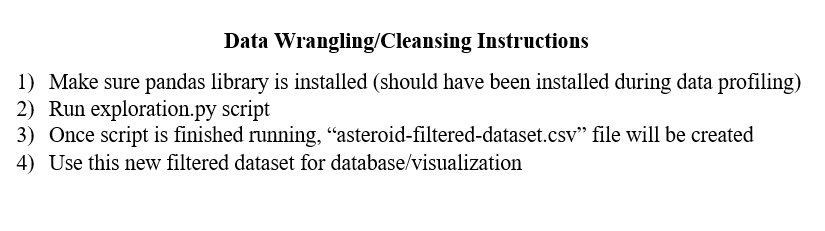 Data Wrangling/Cleansing Instructions
1) Make sure pandas library is installed (should have been installed during data profiling)
2) Run exploration.py script
3) Once script is finished running, “asteroid-filtered-dataset.csv” file will be created
4) Use this new filtered dataset for database/visualization